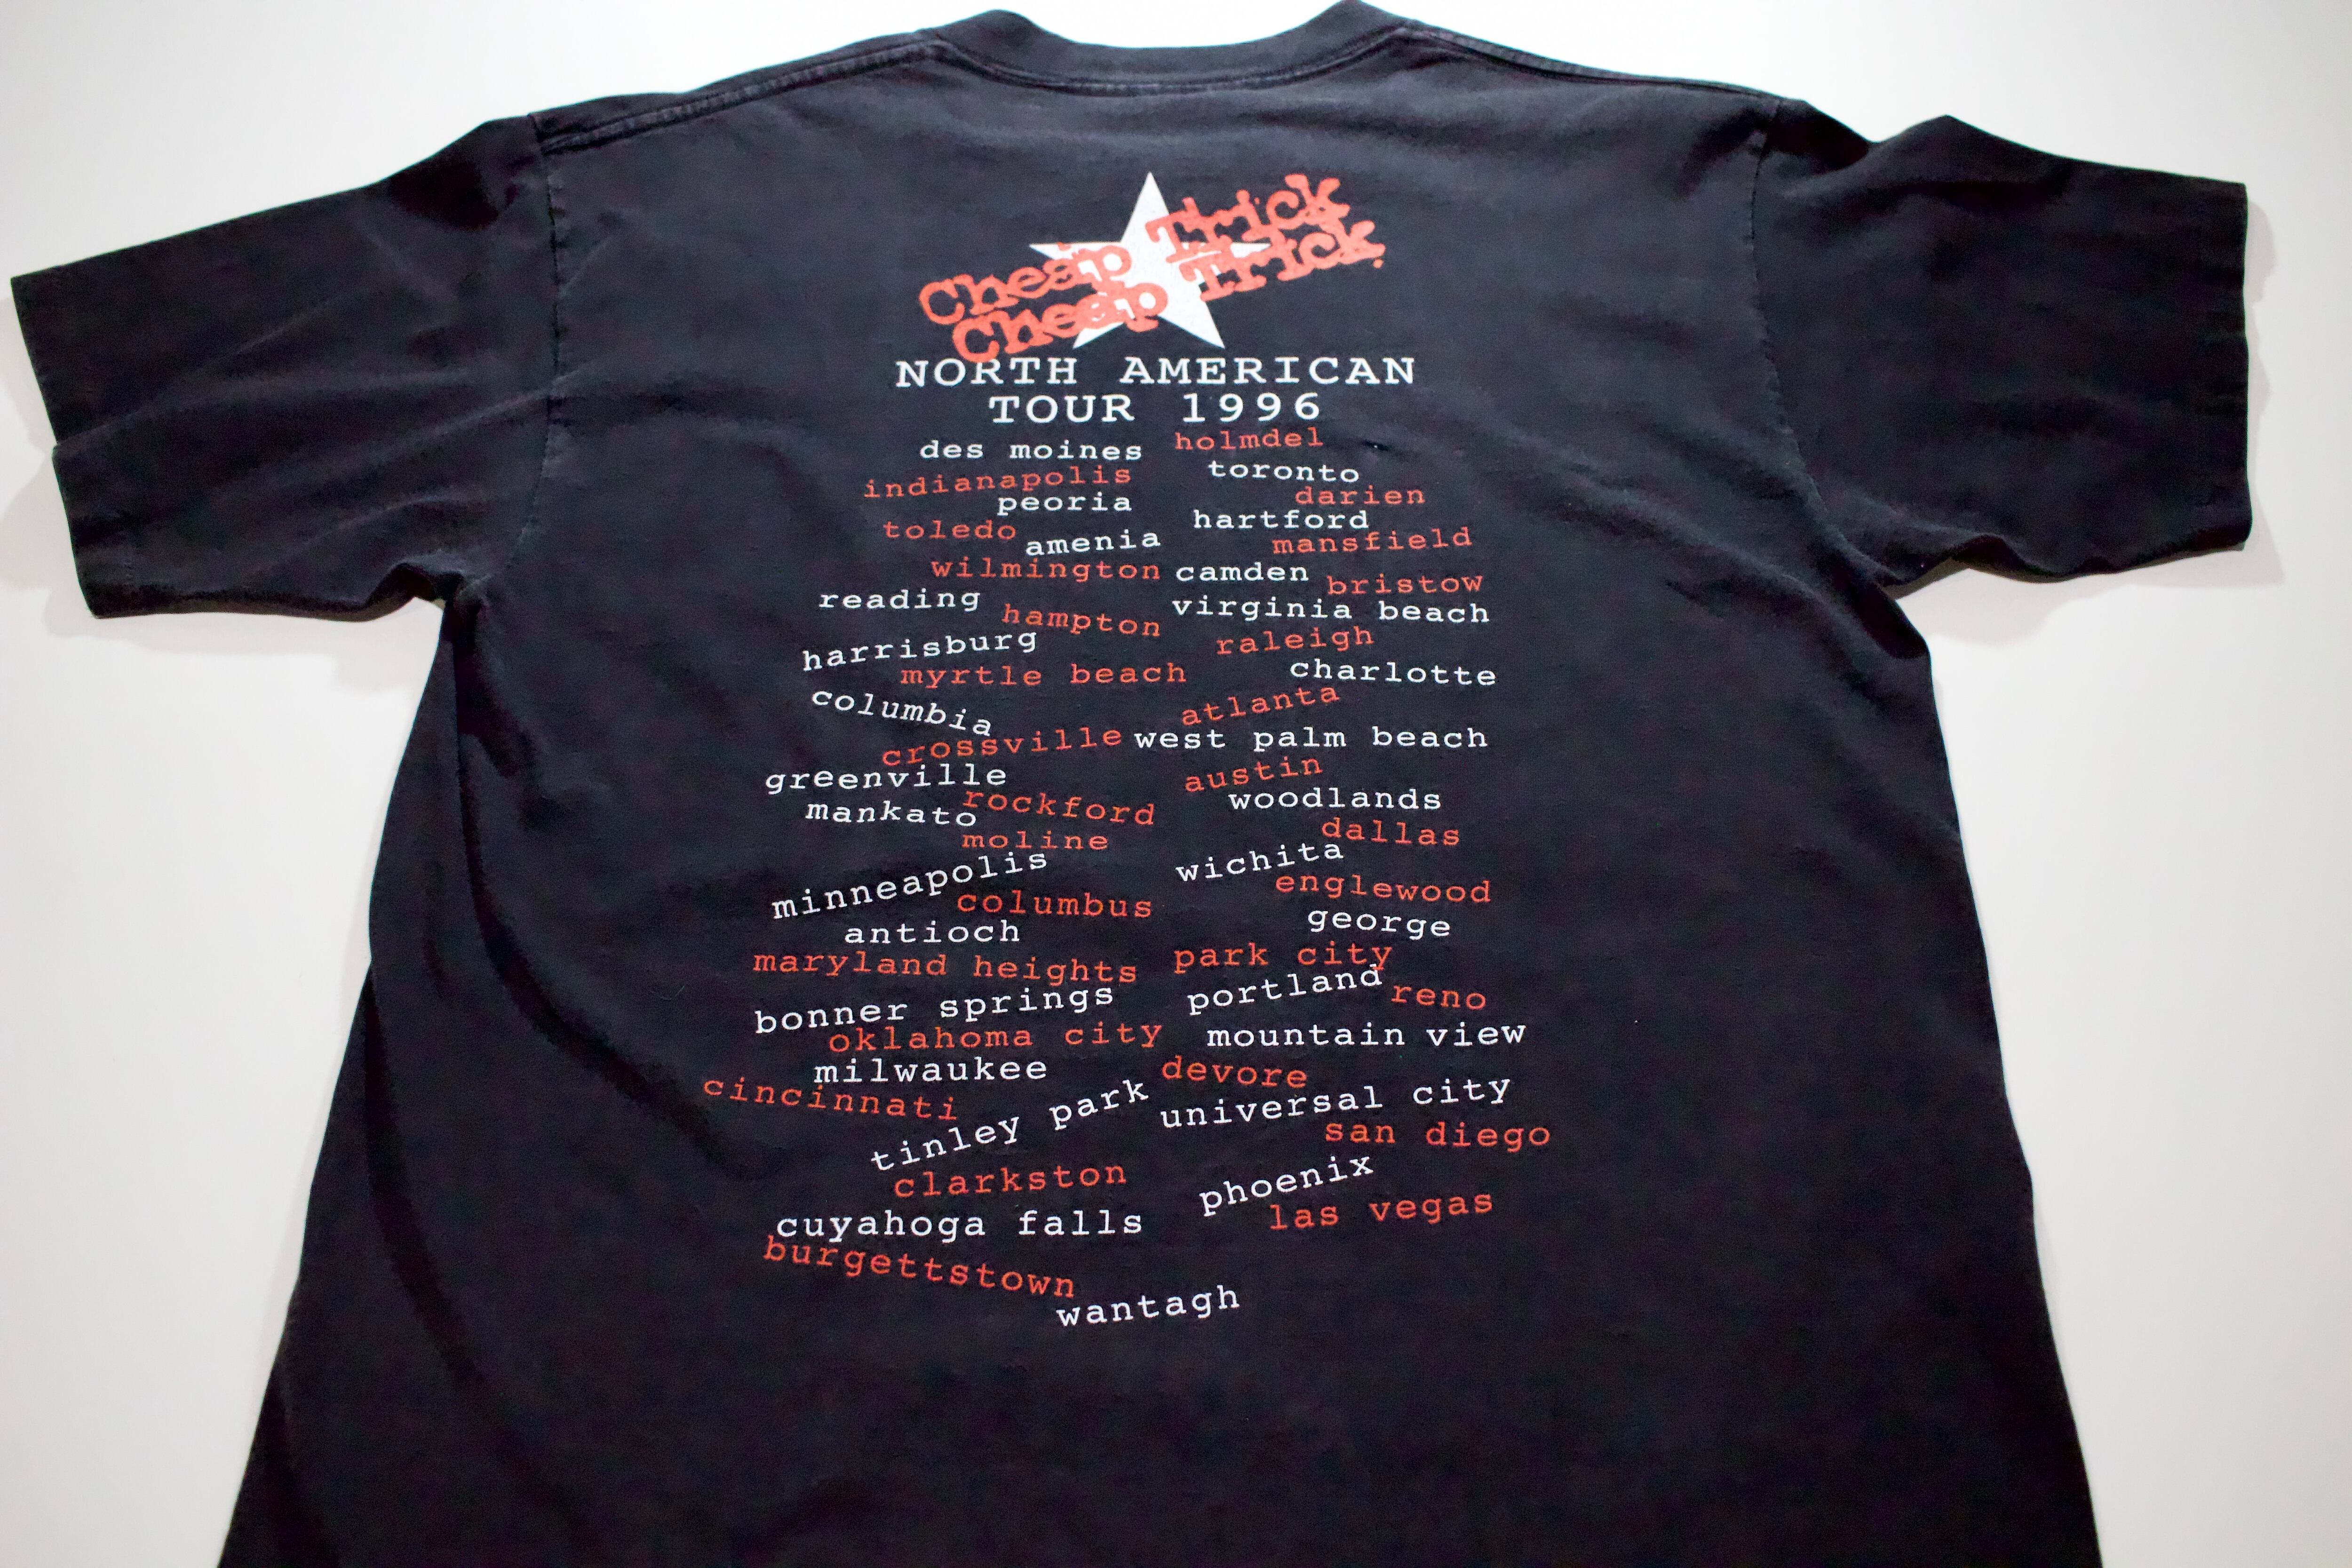 Cheap Trick
Cheap Trick.
NORTH AMERICAN
TOUR 1996
des moines
indianapolis
peoria
toledo
amenia
wilmington
reading
hampton
harrisburg
myrtle beach
columbia
crossville
greenville
rockford
mankato
moline
minneapolis
columbus
antioch
maryland heights
bonner springs
oklahoma city
milwaukee
cincinnati
tinley park
clarkston
cuyahoga falls
burgettstown
holmdel
toronto
darien
hartford
mansfield
camden
bristow
virginia beach
raleigh
charlotte
atlanta
west palm beach
austin
woodlands
dallas
wichita
englewood
george
park city
portland
reno
mountain view
devore
universal city
san diego
phoenix
las vegas
wantagh